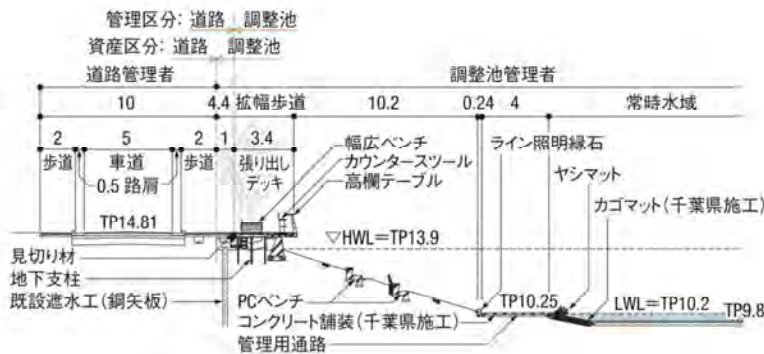 管理区分: 道路 調整池
資産区分: 道路 調整池
道路管理者 調整池管理者
10 4.4 拡幅歩道 10.2 0.24 4 常時水域
2 5 2 1 3.4
歩道 車道 歩道 張り出しデッキ
0.5 路肩
幅広ベンチ
カウンタースツール
高欄テーブル
ライン照明縁石
ヤシマット
カゴマット(千葉県施工)
TP14.81
▽HWL=TP13.9
見切り材
地下支柱
既設遮水工(鋼矢板)
PCベンチ
コンクリート舗装(千葉県施工)
管理用通路
TP10.25
LWL=TP10.2
TP9.8